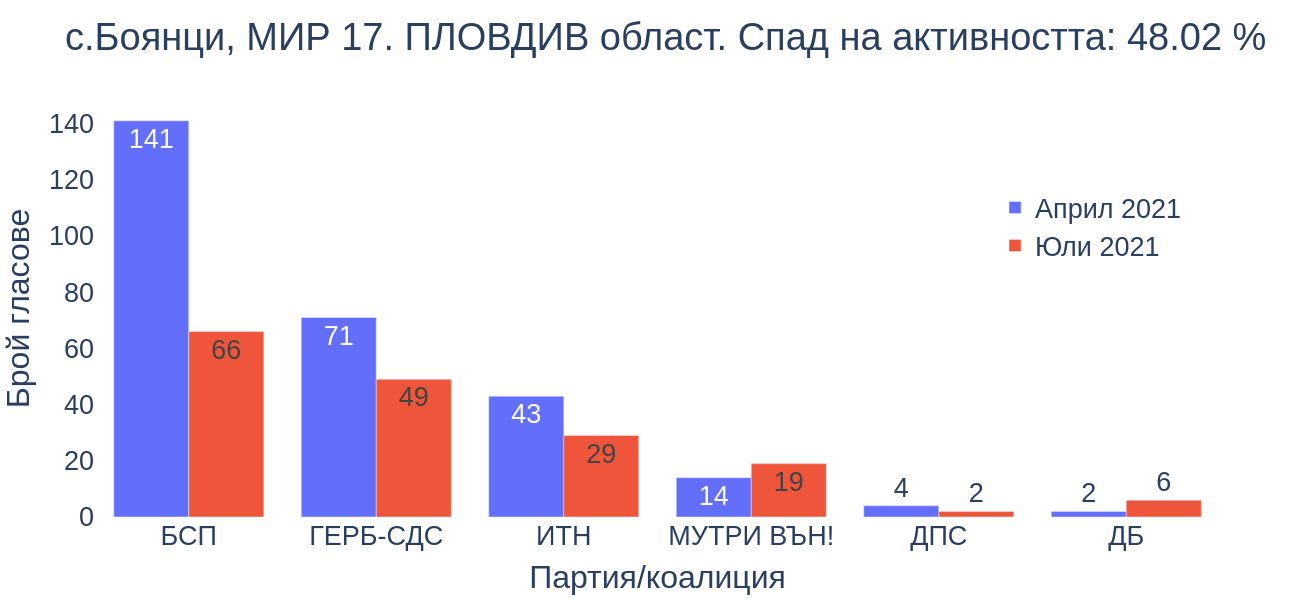 с.Боянци, МИР 17. ПЛОВДИВ област. Спад на активността: 48.02 %
Брой гласове
140
120
100
80
60
40
20
0
141
66
71
49
43
29
14
19
4
2
2
6
Април 2021
Юли 2021
БСП
ГЕРБ-СДС
ИТН
МУТРИ ВЪН!
ДПС
ДБ
Партия/коалиция